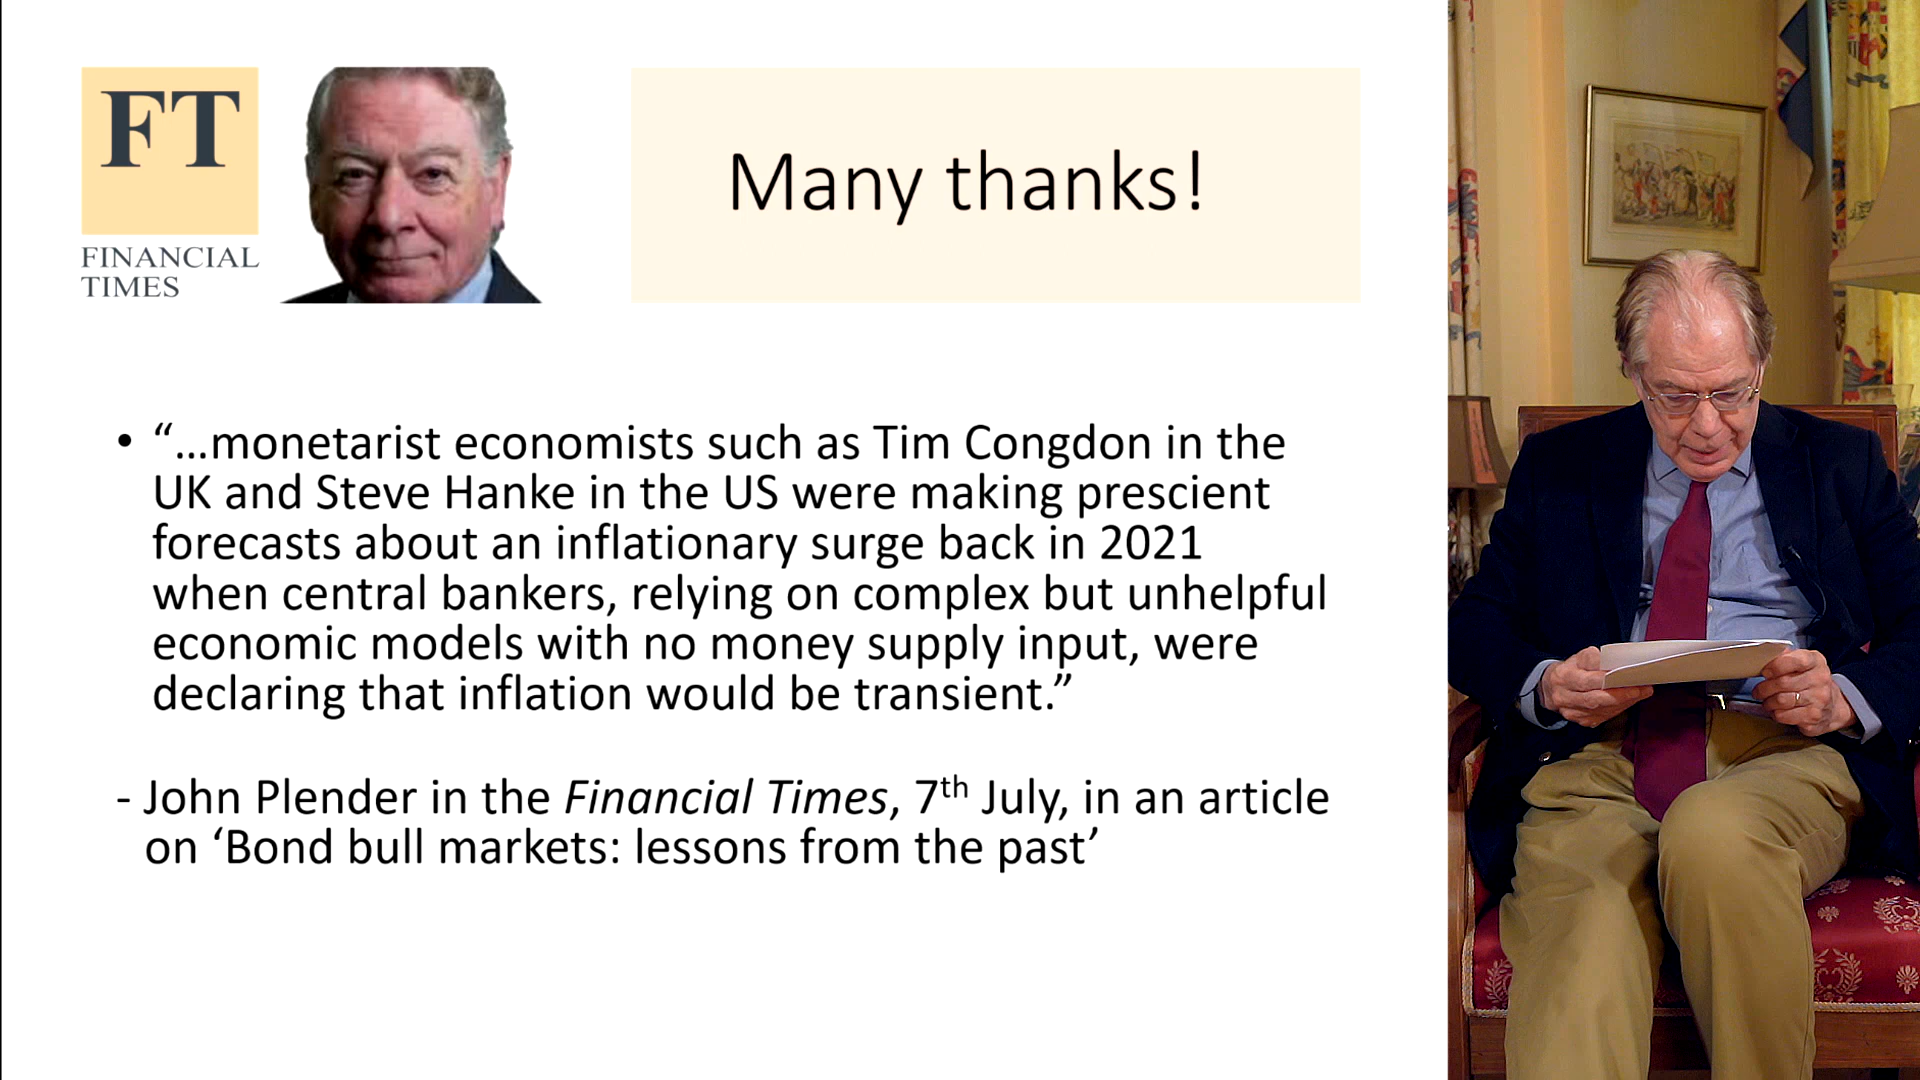 FT
FINANCIAL
TIMES
Many thanks!
• “…monetarist economists such as Tim Congdon in the
UK and Steve Hanke in the US were making prescient
forecasts about an inflationary surge back in 2021
when central bankers, relying on complex but unhelpful
economic models with no money supply input, were
declaring that inflation would be transient.”
- John Plender in the Financial Times, 7th July, in an article
on ‘Bond bull markets: lessons from the past’